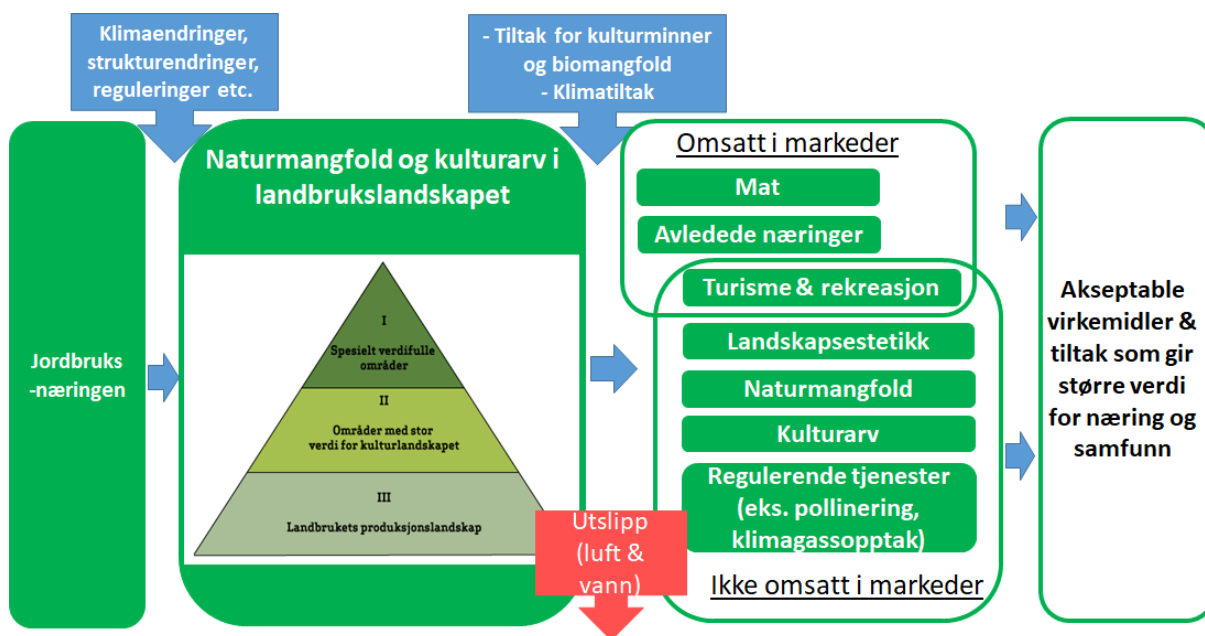 Klimaendringer,
strukturendringer,
reguleringer etc.
- Tiltak for kulturminner
og biomangfold
- Klimatiltak
Jordbruks
-næringen
Naturmangfold og kulturarv i
landbrukslandskapet
I
Spesielt verdifulle
områder
II
Områder med stor
verdi for kulturlandskapet
III
Landbrukets produksjonslandskap
Utslipp
(luft &
vann)
Omsatt i markeder
Mat
Avledede næringer
Turisme & rekreasjon
Landskapsestetikk
Naturmangfold
Kulturarv
Regulerende tjenester
(eks. pollinering,
klimagassopptak)
Ikke omsatt i markeder
Akseptable
virkemidler &
tiltak som gir
større verdi
for næring og
samfunn